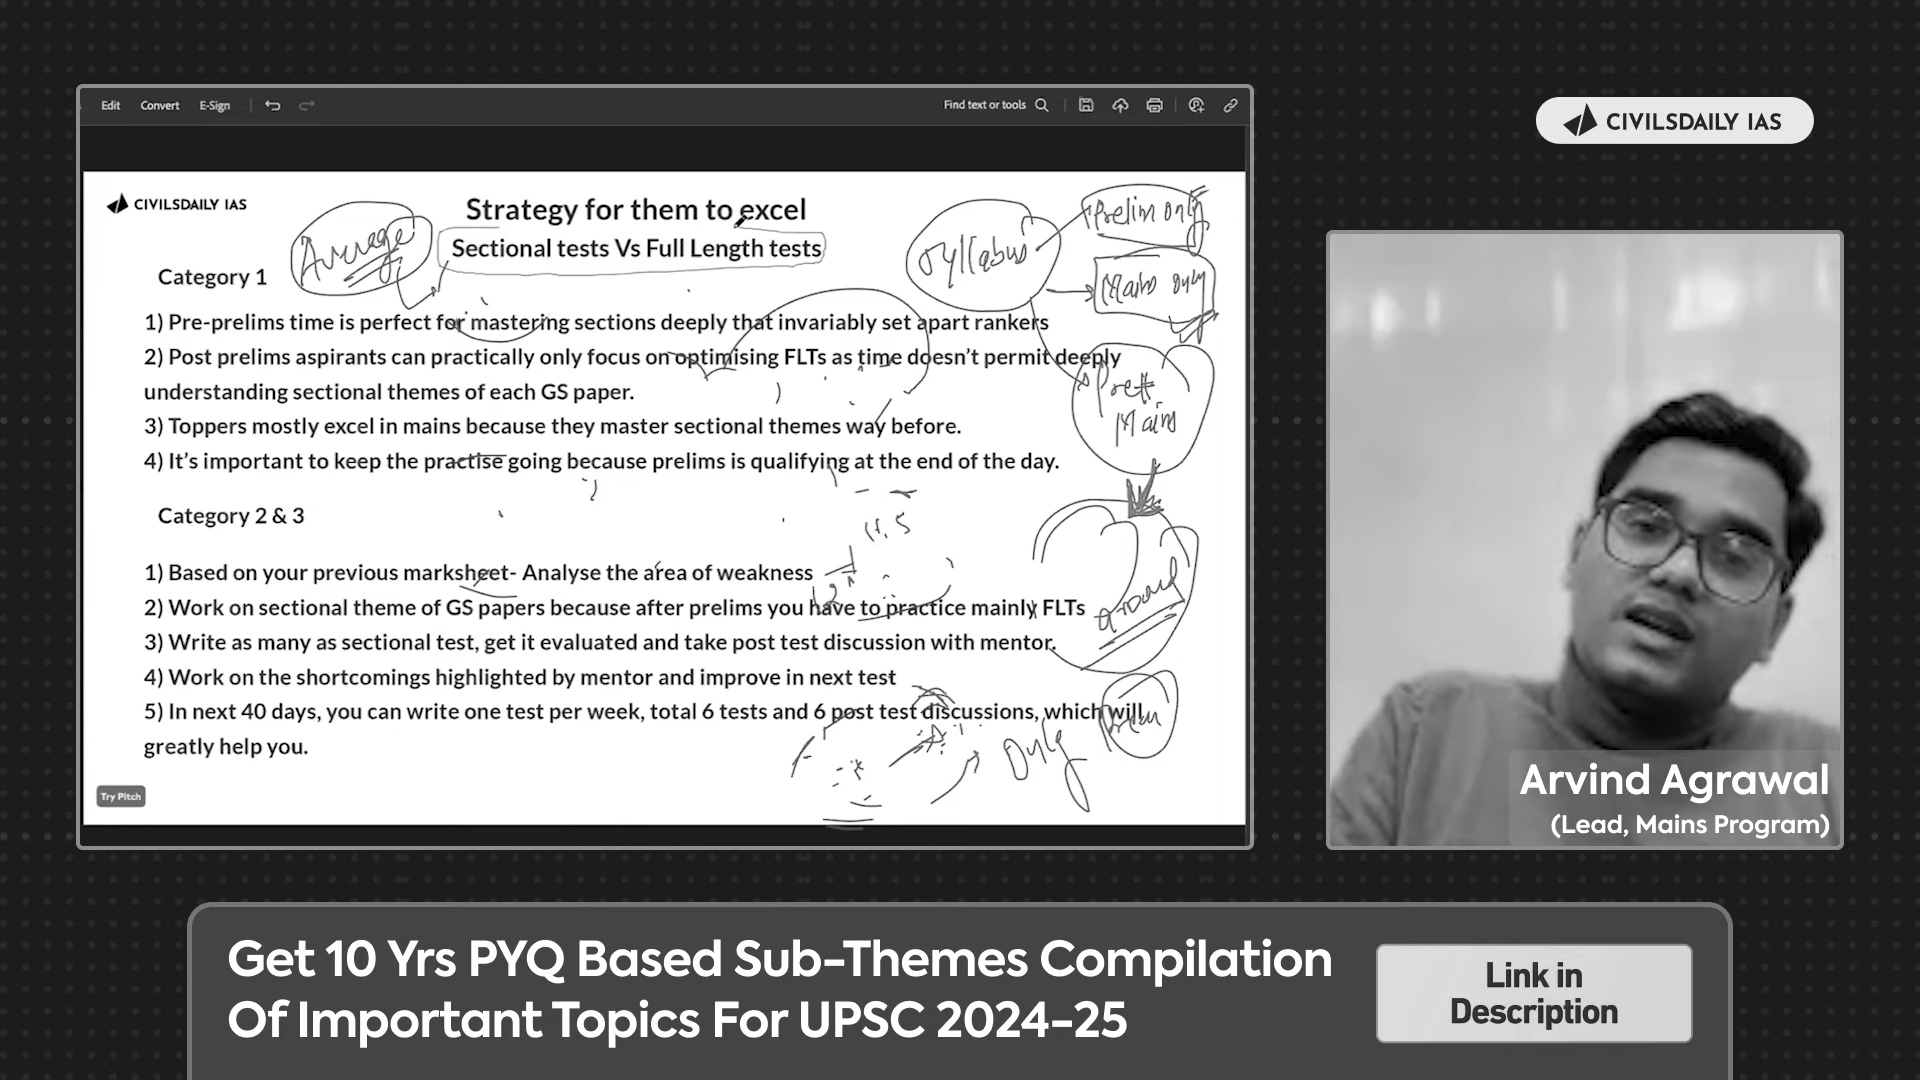 Edit Convert E-Sign Find text or tools
CIVILSDAILY IAS
CIVILSDAILY IAS
Strategy for them to excel
Sectional tests Vs Full Length tests
Average
Syllabus
Prelim only
Mains only
Category 1
1) Pre-prelims time is perfect for mastering sections deeply that invariably set apart rankers
2) Post prelims aspirants can practically only focus on optimising FLTs as time doesn't permit deeply
understanding sectional themes of each GS paper.
3) Toppers mostly excel in mains because they master sectional themes way before.
4) It's important to keep the practise going because prelims is qualifying at the end of the day.
Pre+
Main
Category 2 & 3
1) Based on your previous marksheet- Analyse the area of weakness
2) Work on sectional theme of GS papers because after prelims you have to practice mainly FLTs
3) Write as many as sectional test, get it evaluated and take post test discussion with mentor.
4) Work on the shortcomings highlighted by mentor and improve in next test
5) In next 40 days, you can write one test per week, total 6 tests and 6 post test discussions, which will
greatly help you.
Only
Try Pitch
Arvind Agrawal
(Lead, Mains Program)
Get 10 Yrs PYQ Based Sub-Themes Compilation
Of Important Topics For UPSC 2024-25
Link in
Description